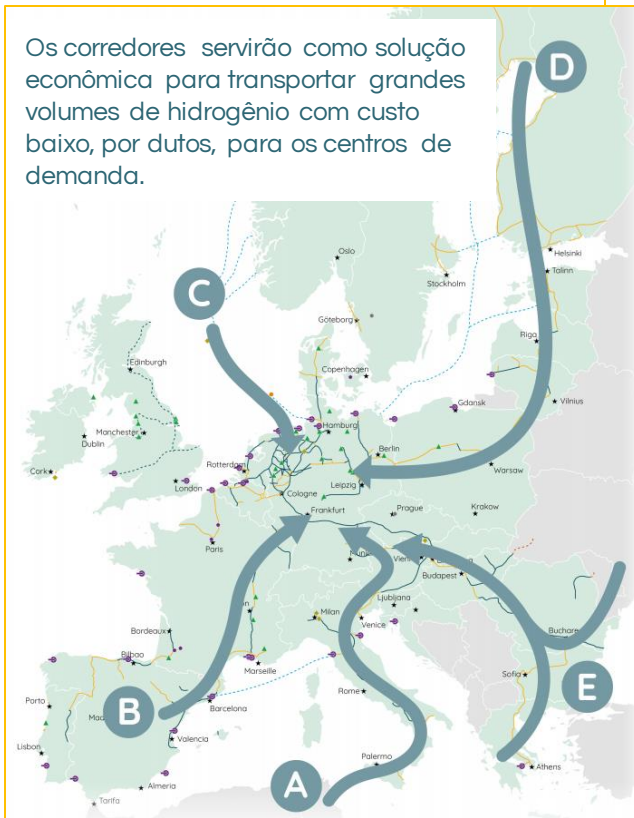 Os corredores servirão como solução
econômica para transportar grandes
volumes de hidrogênio com custo
baixo, por dutos, para os centros de
demanda.
D
Oslo
Helsinki
Stockholm
Talinn
C
Göteborg
Riga
Edinburgh
Copenhagen
Vilnius
Gdansk
Manchester
Dublin
Hamburg
Berlin
Warsaw
Cork
London
Rotterdam
Leipzig
Cologne
Frankfurt
Prague
Krakow
Paris
Budapest
Ljubljana
Milan
Venice
Bordeaux
Bilbao
Marseille
Sofia
E
Porto
B
Barcelona
Rome
Valencia
Lisbon
Palermo
Athens
A
Almeria
Tarifa